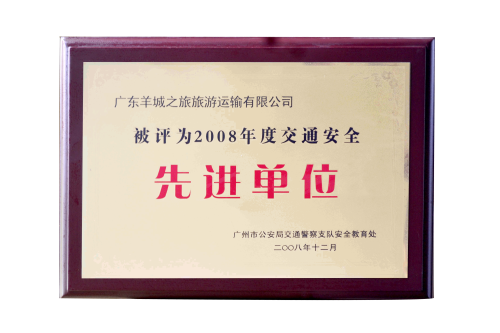 广东羊城之旅旅游运输有限公司
被评为2008年度交通安全
先进单位
广州市公安局交通警察支队安全教育处
二〇〇八年十二月